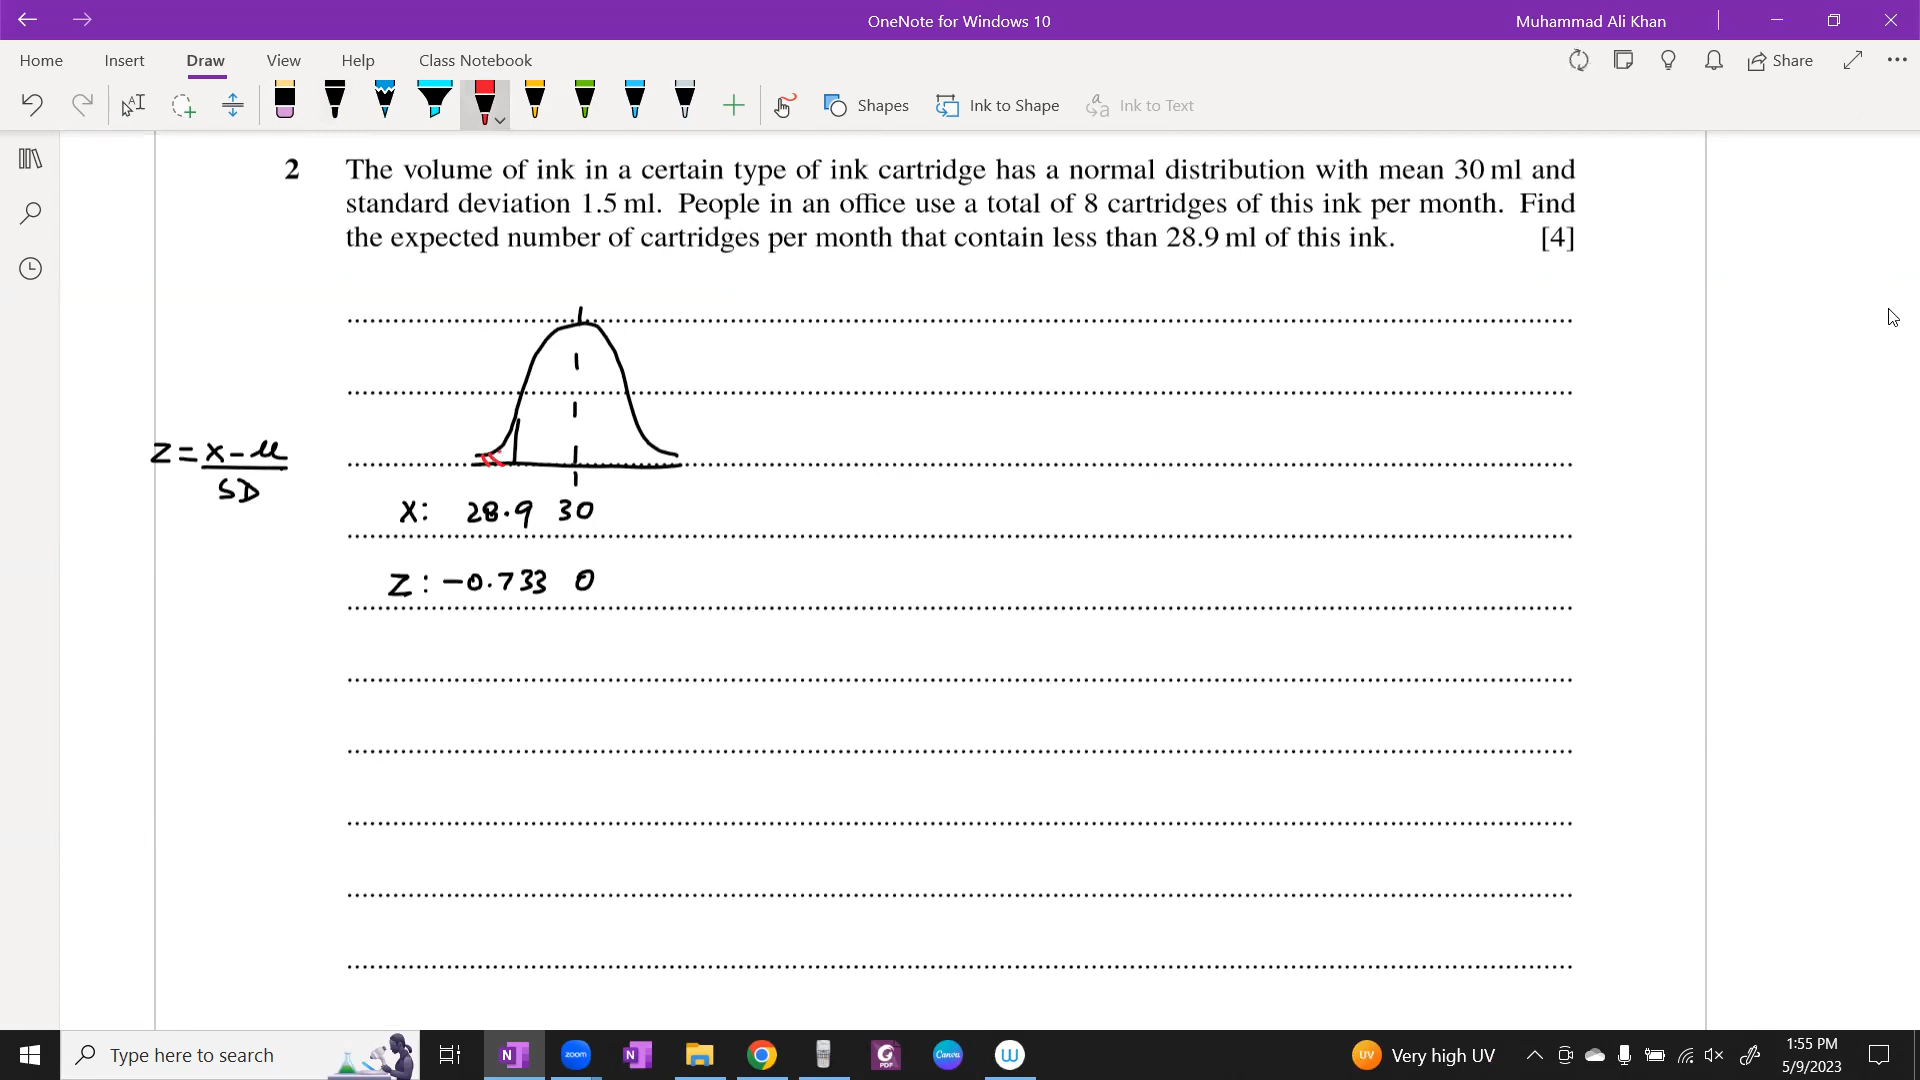 OneNote for Windows 10
Muhammad Ali Khan
Home Insert Draw View Help Class Notebook
Share
Shapes Ink to Shape Ink to Text
2 The volume of ink in a certain type of ink cartridge has a normal distribution with mean 30 ml and
standard deviation 1.5 ml. People in an office use a total of 8 cartridges of this ink per month. Find
the expected number of cartridges per month that contain less than 28.9 ml of this ink. [4]
Z = X - μ
SD
X: 28.9 30
Z: -0.733 0
Type here to search
zoom
PDF
Canva
W
UV
Very high UV
1:55 PM
5/9/2023